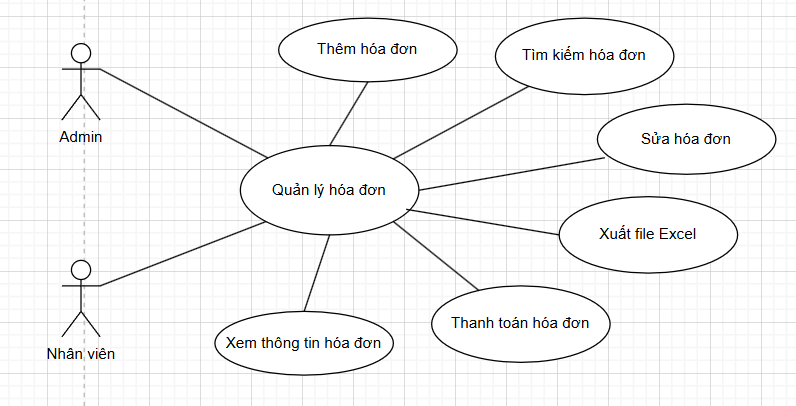 Thêm hóa đơn
Tìm kiếm hóa đơn
Admin
Sửa hóa đơn
Quản lý hóa đơn
Xuất file Excel
Thanh toán hóa đơn
Xem thông tin hóa đơn
Nhân viên